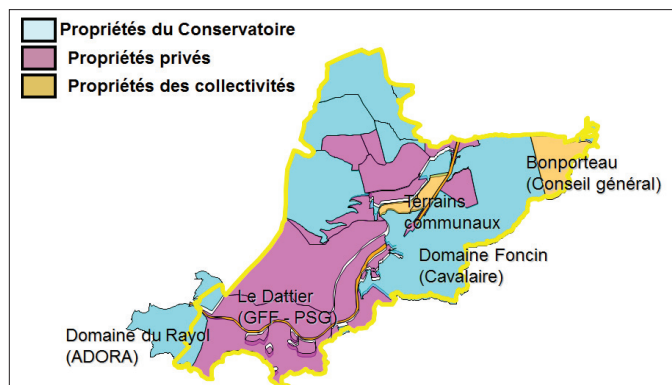 Propriétés du Conservatoire
Propriétés privés
Propriétés des collectivités
Bonporteau
(Conseil général)
Terrains
communaux
Domaine Foncin
(Cavalaire)
Le Dattier
(GFF - PSG)
Domaine du Rayol
(ADORA)